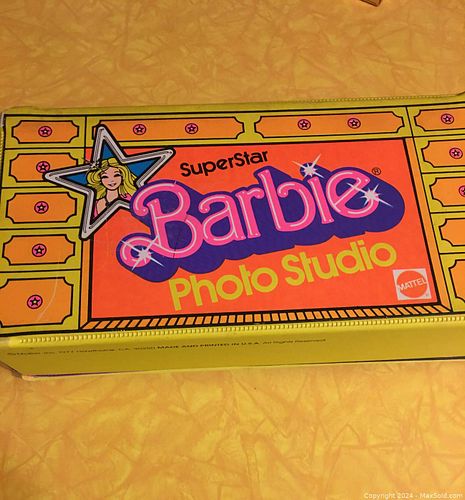 SuperStar
Barbie®
Photo Studio
MATTEL
MADE AND PRINTED IN U.S.A. All Rights Reserved
Copyright 2024 - MaxSold.com